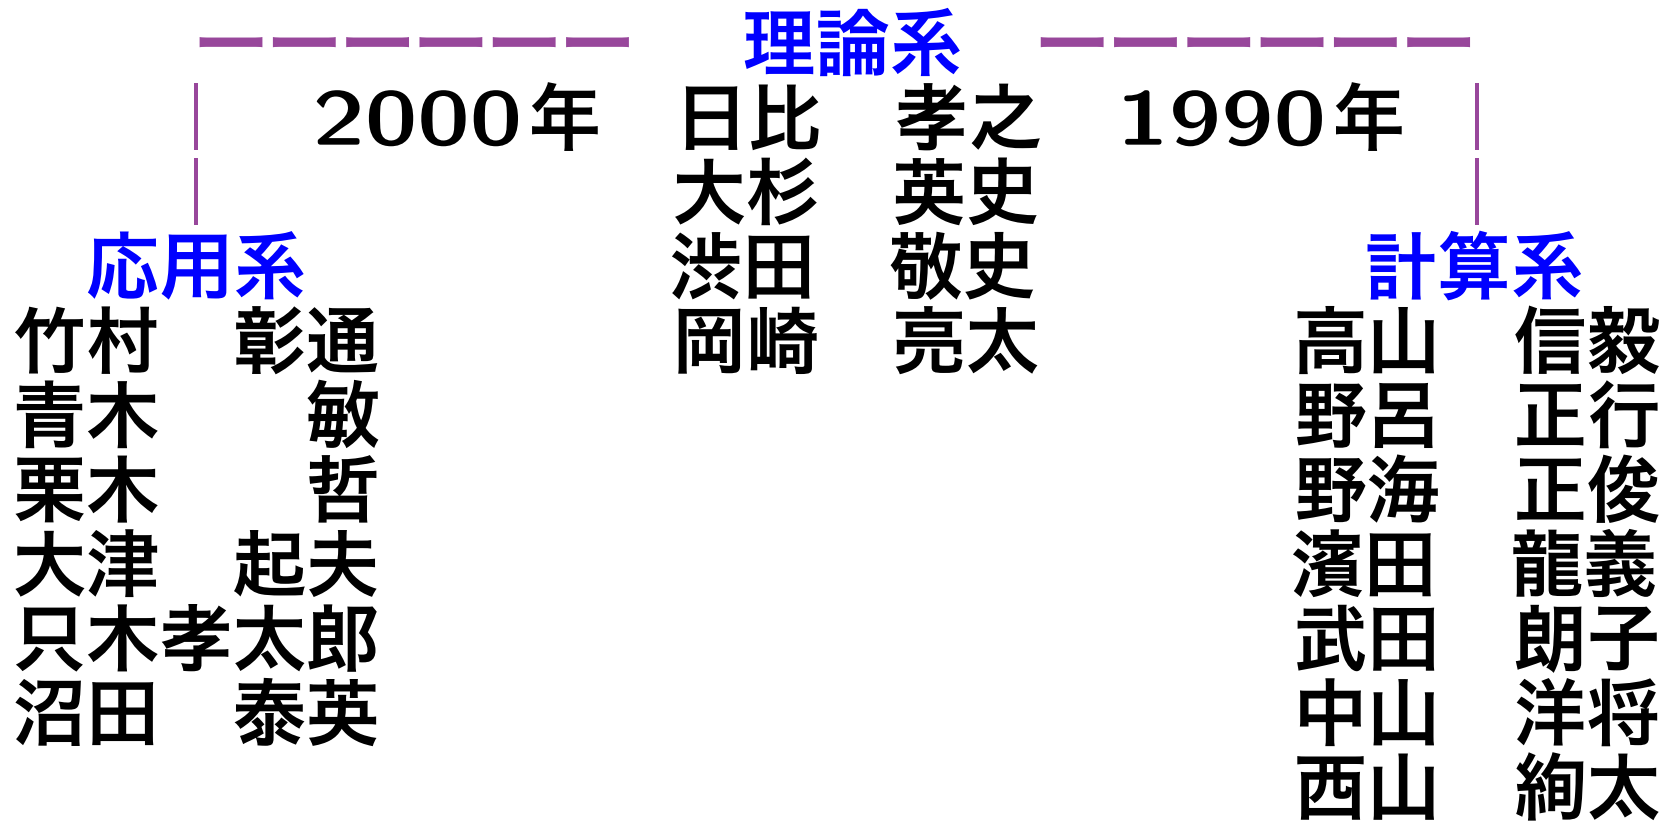 理論系
2000年 日比 孝之 1990年
大杉 英史
応用系 渋田 敬史 計算系
竹村 彰通 岡崎 亮太 高山 信毅
青木 敏 野呂 正行
栗木 哲 野海 正俊
大津 起夫 濱田 龍義
只木孝太郎 武田 朗子
沼田 泰英 中山 洋将
西山 絢太